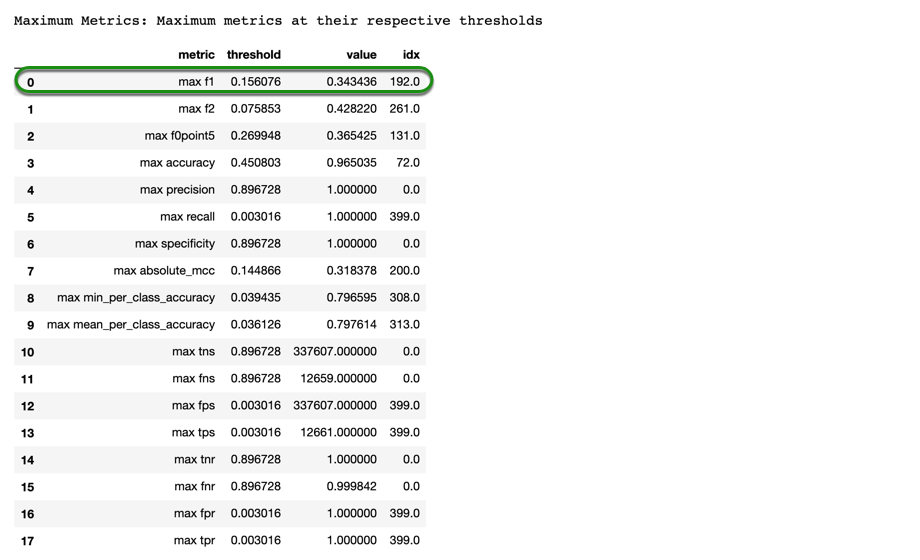 Maximum Metrics: Maximum metrics at their respective thresholds
metric threshold value idx
0 max f1 0.156076 0.343436 192.0
1 max f2 0.075853 0.428220 261.0
2 max f0point5 0.269948 0.365425 131.0
3 max accuracy 0.450803 0.965035 72.0
4 max precision 0.896728 1.000000 0.0
5 max recall 0.003016 1.000000 399.0
6 max specificity 0.896728 1.000000 0.0
7 max absolute_mcc 0.144866 0.318378 200.0
8 max min_per_class_accuracy 0.039435 0.796595 308.0
9 max mean_per_class_accuracy 0.036126 0.797614 313.0
10 max tns 0.896728 337607.000000 0.0
11 max fns 0.896728 12659.000000 0.0
12 max fps 0.003016 337607.000000 399.0
13 max tps 0.003016 12661.000000 399.0
14 max tnr 0.896728 1.000000 0.0
15 max fnr 0.896728 0.999842 0.0
16 max fpr 0.003016 1.000000 399.0
17 max tpr 0.003016 1.000000 399.0